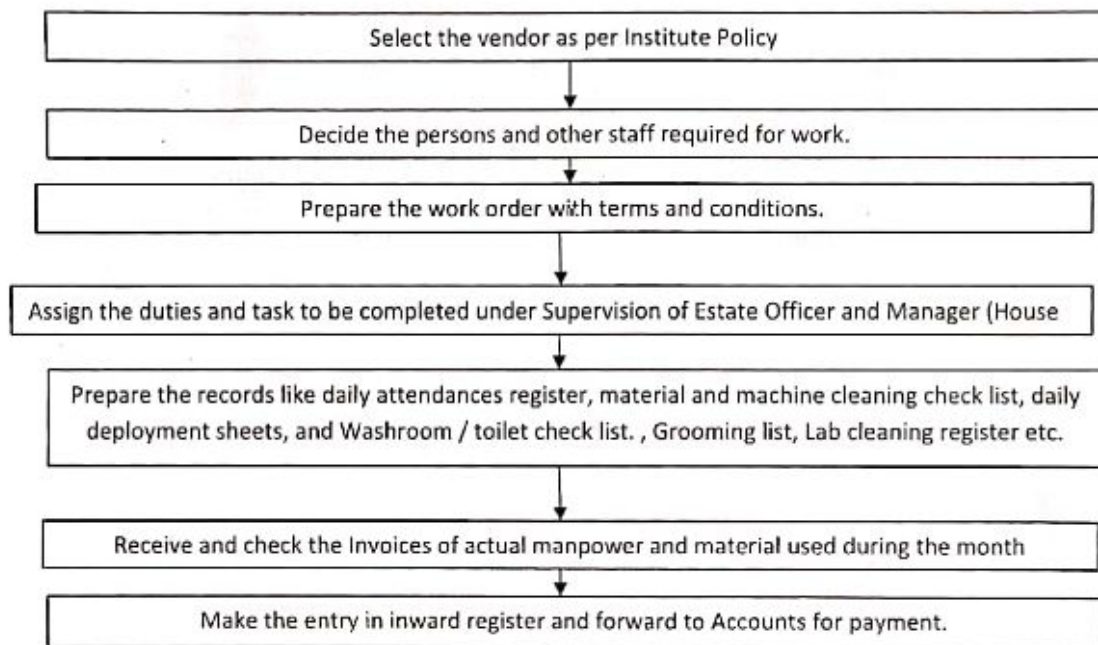 Select the vendor as per Institute Policy
Decide the persons and other staff required for work.
Prepare the work order with terms and conditions.
Assign the duties and task to be completed under Supervision of Estate Officer and Manager (House
Prepare the records like daily attendances register, material and machine cleaning check list, daily
deployment sheets, and Washroom / toilet check list. , Grooming list, Lab cleaning register etc.
Receive and check the Invoices of actual manpower and material used during the month
Make the entry in inward register and forward to Accounts for payment.